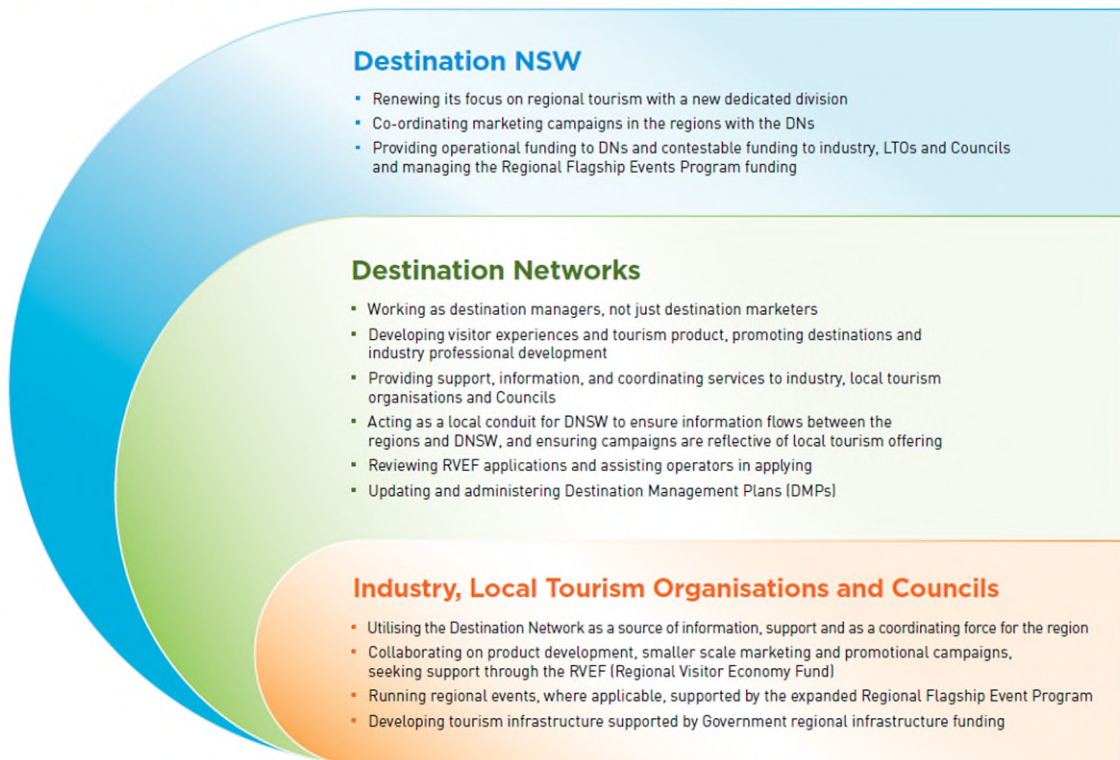 Destination NSW
▪ Renewing its focus on regional tourism with a new dedicated division
▪ Co-ordinating marketing campaigns in the regions with the DNs
▪ Providing operational funding to DNs and contestable funding to industry, LTOs and Councils
and managing the Regional Flagship Events Program funding
Destination Networks
▪ Working as destination managers, not just destination marketers
▪ Developing visitor experiences and tourism product, promoting destinations and
industry professional development
▪ Providing support, information, and coordinating services to industry, local tourism
organisations and Councils
▪ Acting as a local conduit for DNSW to ensure information flows between the
regions and DNSW, and ensuring campaigns are reflective of local tourism offering
▪ Reviewing RVEF applications and assisting operators in applying
▪ Updating and administering Destination Management Plans (DMPs)
Industry, Local Tourism Organisations and Councils
▪ Utilising the Destination Network as a source of information, support and as a coordinating force for the region
▪ Collaborating on product development, smaller scale marketing and promotional campaigns,
seeking support through the RVEF (Regional Visitor Economy Fund)
▪ Running regional events, where applicable, supported by the expanded Regional Flagship Event Program
▪ Developing tourism infrastructure supported by Government regional infrastructure funding